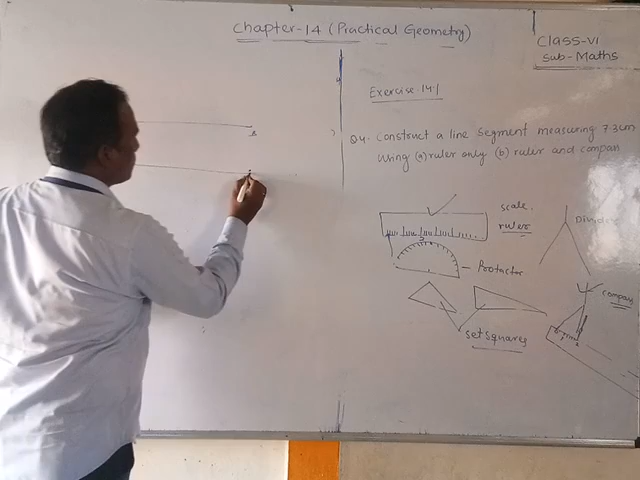 Chapter-14 (Practical Geometry)
Class-VI
Sub-Maths
Exercise 14.1
Q4. Construct a line segment measuring 7.3cm
using (a) ruler only (b) ruler and compass
scale.
ruler
Divider
Protactor
compass
set squares
B